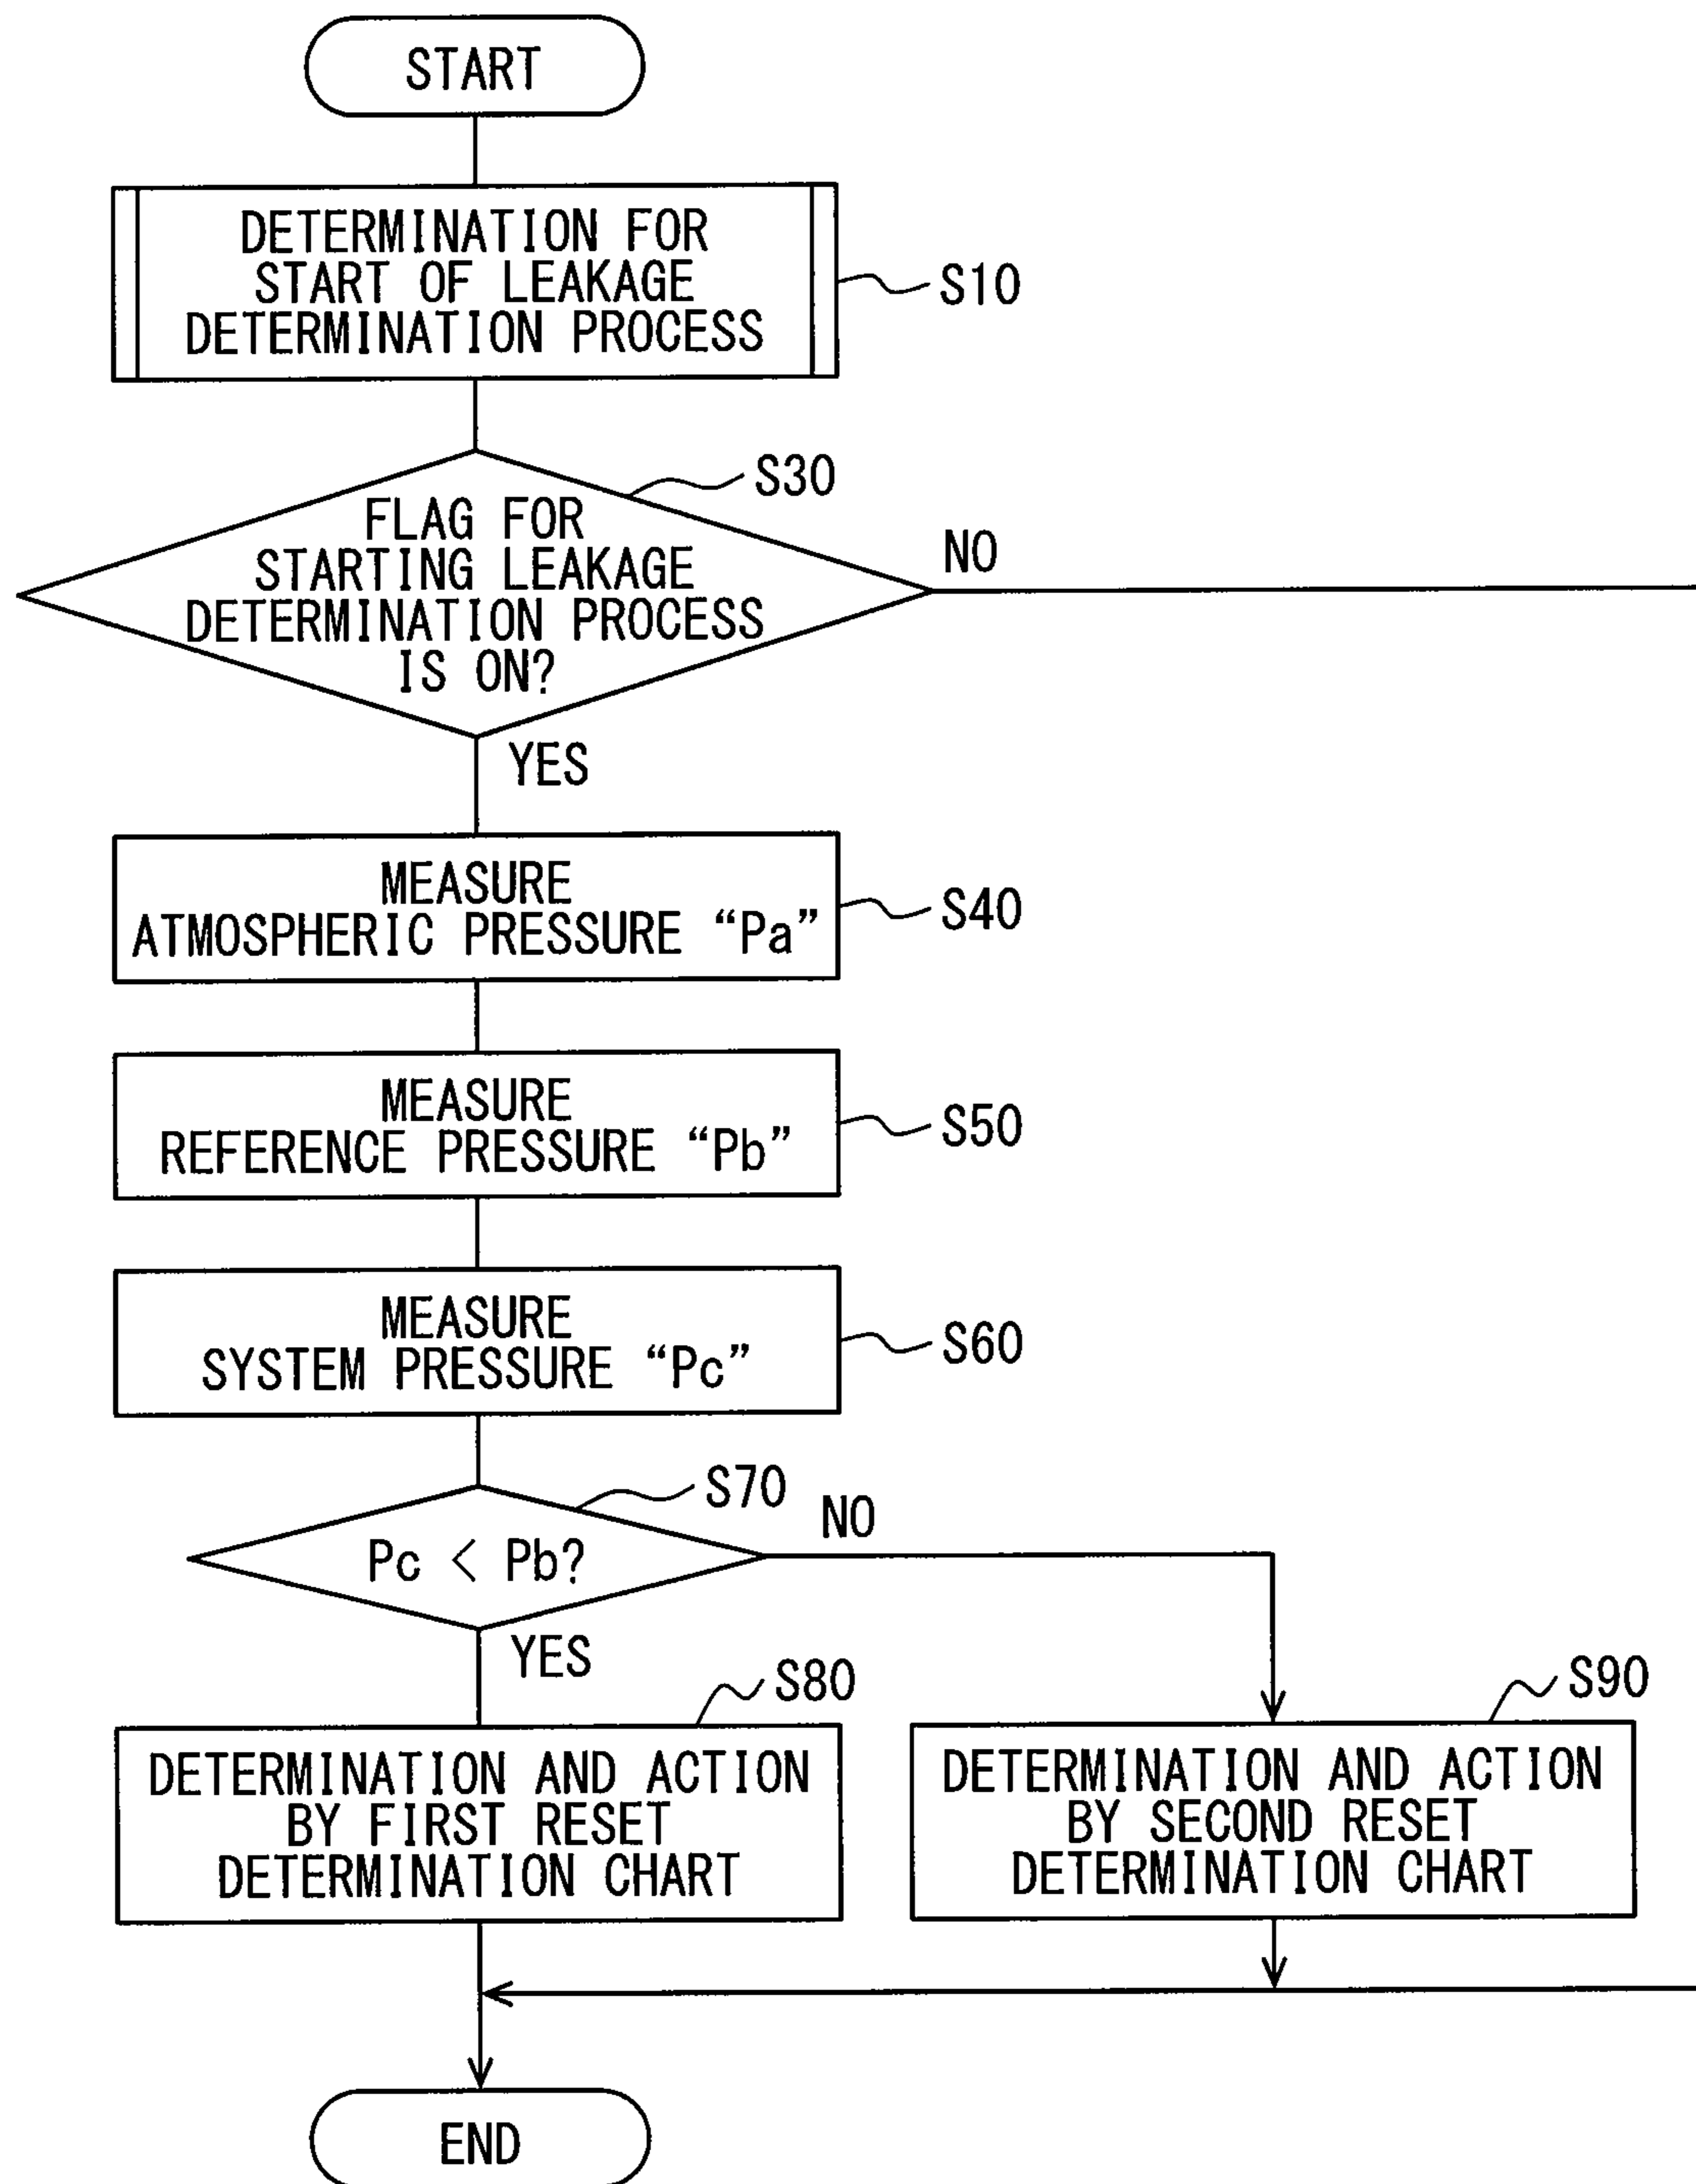 START
DETERMINATION FOR
START OF LEAKAGE
DETERMINATION PROCESS
S10
S30
FLAG FOR
STARTING LEAKAGE
DETERMINATION PROCESS
IS ON?
NO
YES
MEASURE
ATMOSPHERIC PRESSURE “Pa”
S40
MEASURE
REFERENCE PRESSURE “Pb”
S50
MEASURE
SYSTEM PRESSURE “Pc”
S60
S70
Pc < Pb?
NO
YES
S80
DETERMINATION AND ACTION
BY FIRST RESET
DETERMINATION CHART
S90
DETERMINATION AND ACTION
BY SECOND RESET
DETERMINATION CHART
END